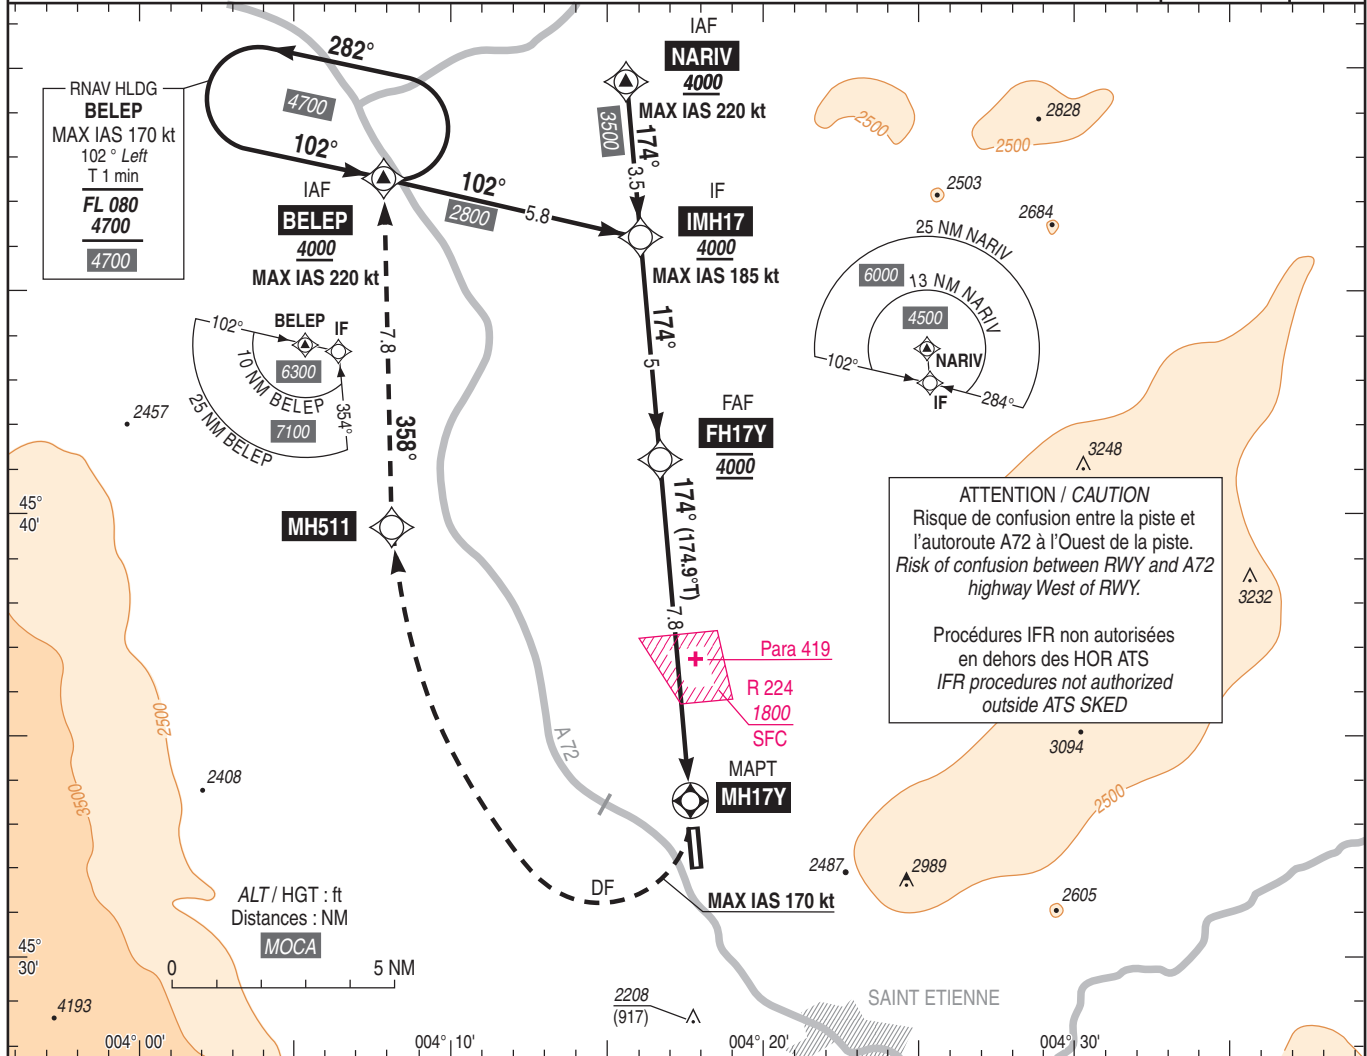 IAF
NARIV
4000
MAX IAS 220 kt
282°
4700
102°
RNAV HLDG
BELEP
MAX IAS 170 kt
102 ° Left
T 1 min
FL 080
4700
4700
3500
174°
3.5
2828
2500
2500
2503
2684
IAF
BELEP
4000
MAX IAS 220 kt
102°
2800
5.8
IF
IMH17
4000
MAX IAS 185 kt
25 NM NARIV
6000
13 NM NARIV
4500
NARIV
102°
IF
284°
102°
BELEP
IF
6300
10 NM BELEP
7100
25 NM BELEP
354°
7.8
358°
174°
5
2457
FAF
FH17Y
4000
3248
45°
40'
MH511
174° (174.9°T)
7.8
ATTENTION / CAUTION
Risque de confusion entre la piste et
l'autoroute A72 à l'Ouest de la piste.
Risk of confusion between RWY and A72
highway West of RWY.
Procédures IFR non autorisées
en dehors des HOR ATS
IFR procedures not authorized
outside ATS SKED
3232
Para 419
R 224
1800
SFC
2500
3500
A 72
3094
2408
MAPT
MH17Y
2500
2487
2989
2605
DF
MAX IAS 170 kt
ALT / HGT : ft
Distances : NM
MOCA
45°
30'
0
5 NM
4193
2208
(917)
SAINT ETIENNE
004° 00'
004° 10'
004° 20'
004° 30'